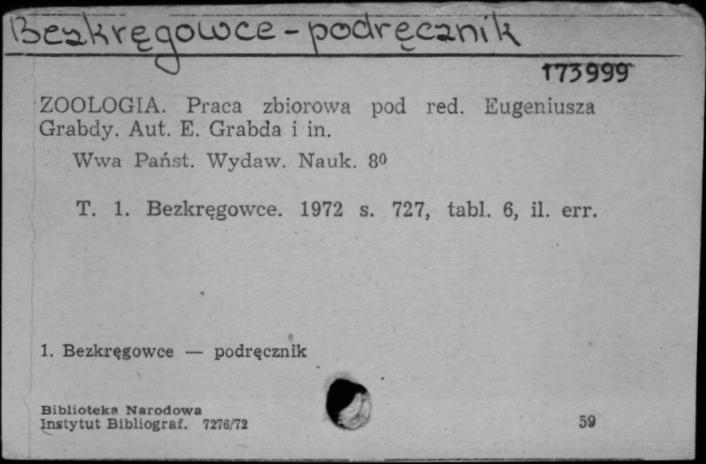 Bezkręgowce - podręcznik
173999
ZOOLOGIA. Praca zbiorowa pod red. Eugeniusza
Grabdy. Aut. E. Grabda i in.
Wwa Państ. Wydaw. Nauk. 8⁰
T. 1. Bezkręgowce. 1972 s. 727, tabl. 6, il. err.
1. Bezkręgowce — podręcznik
Biblioteka Narodowa
Instytut Bibliograf. 7276/72
59